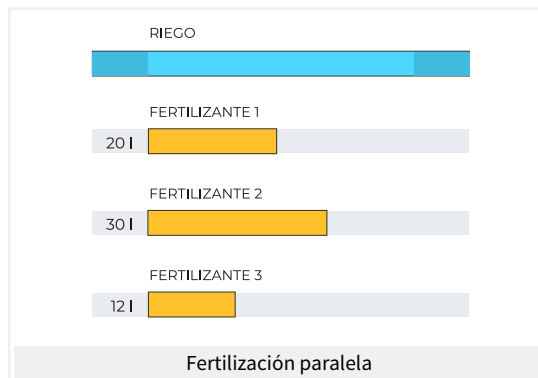 RIEGO
FERTILIZANTE 1
20 l
FERTILIZANTE 2
30 l
FERTILIZANTE 3
12 l
Fertilización paralela